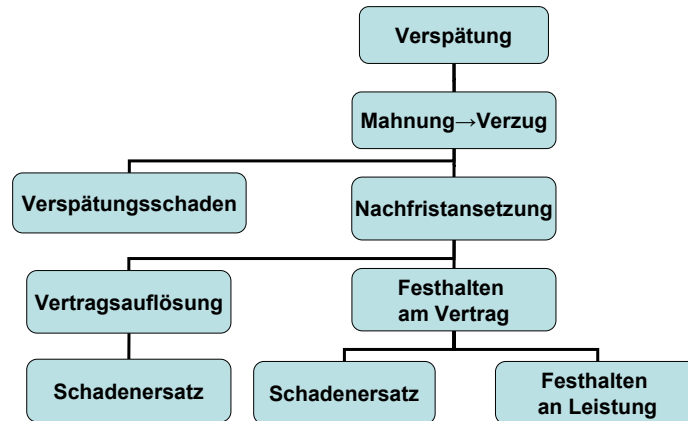 Verspätung
Mahnung→Verzug
Verspätungsschaden
Nachfristansetzung
Vertragsauflösung
Festhalten
am Vertrag
Schadenersatz
Schadenersatz
Festhalten
an Leistung